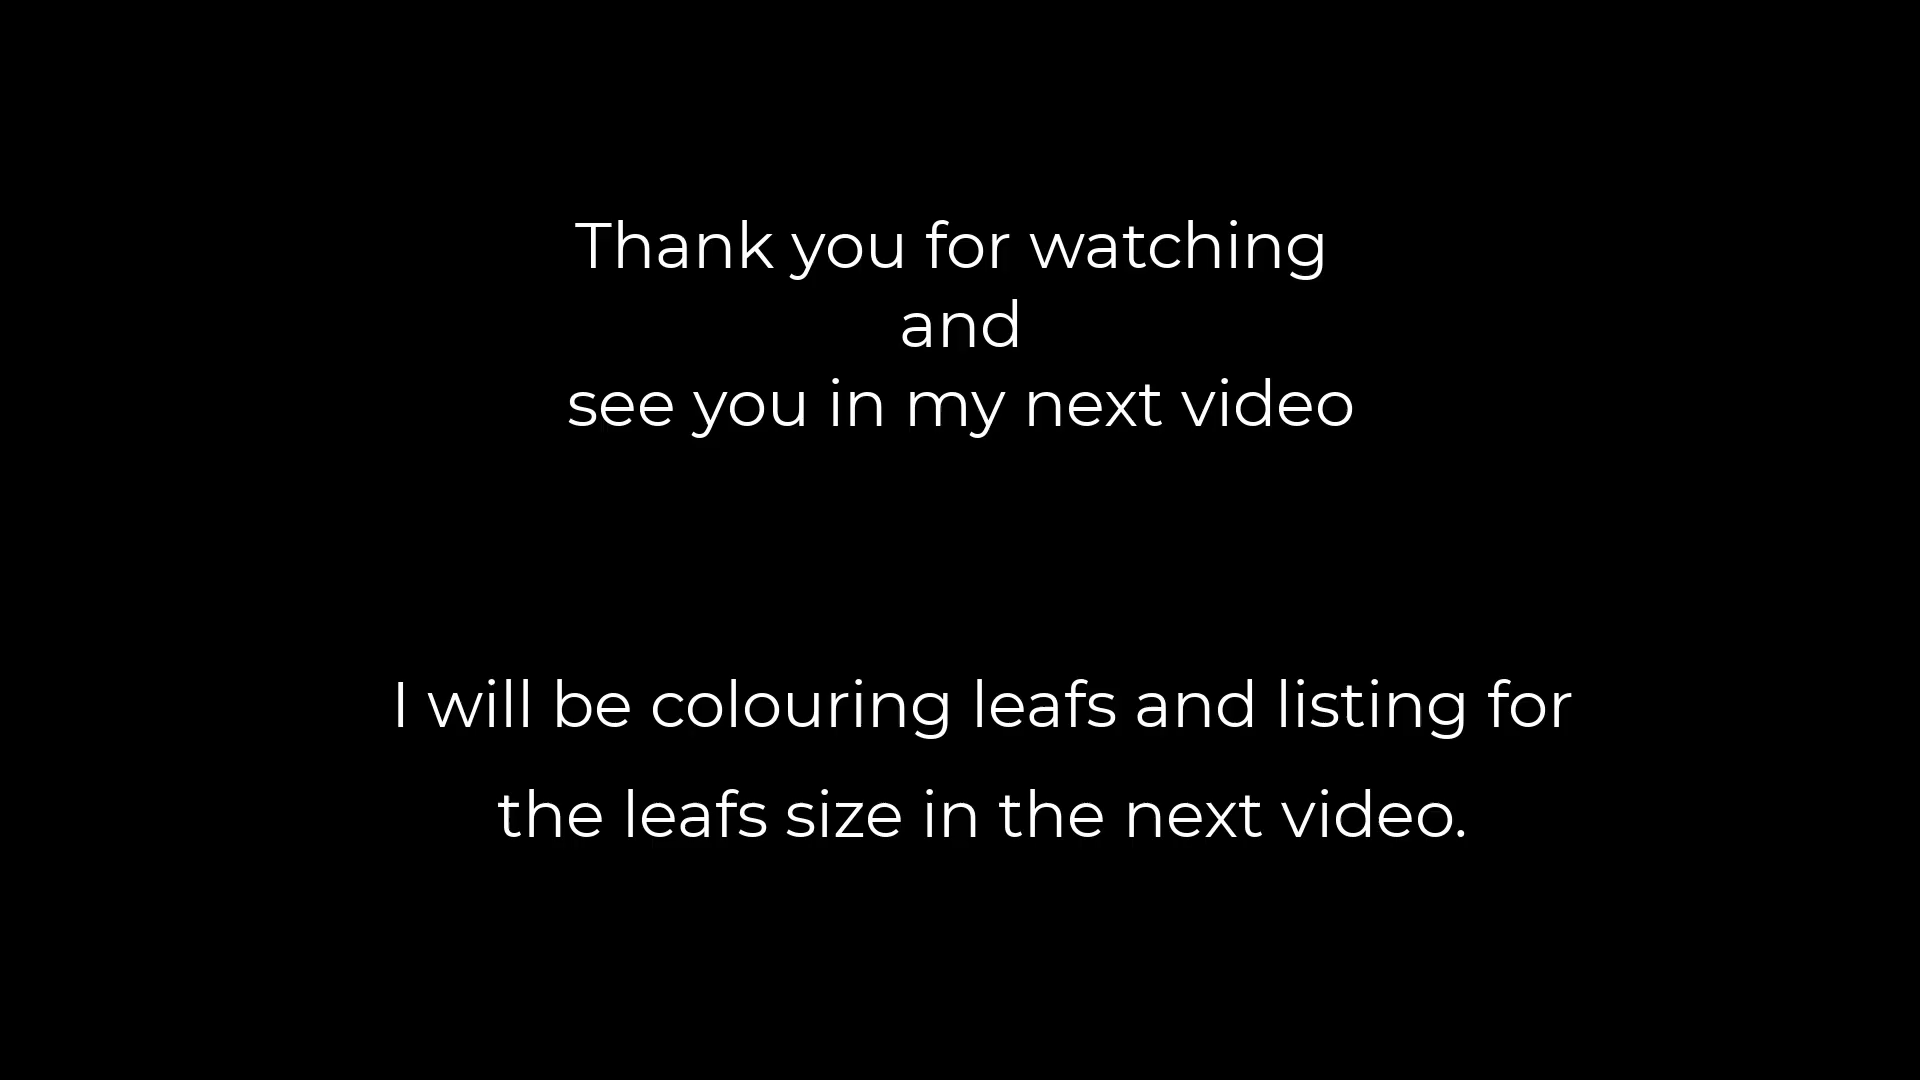 Thank you for watching
and
see you in my next video
I will be colouring leafs and listing for
the leafs size in the next video.